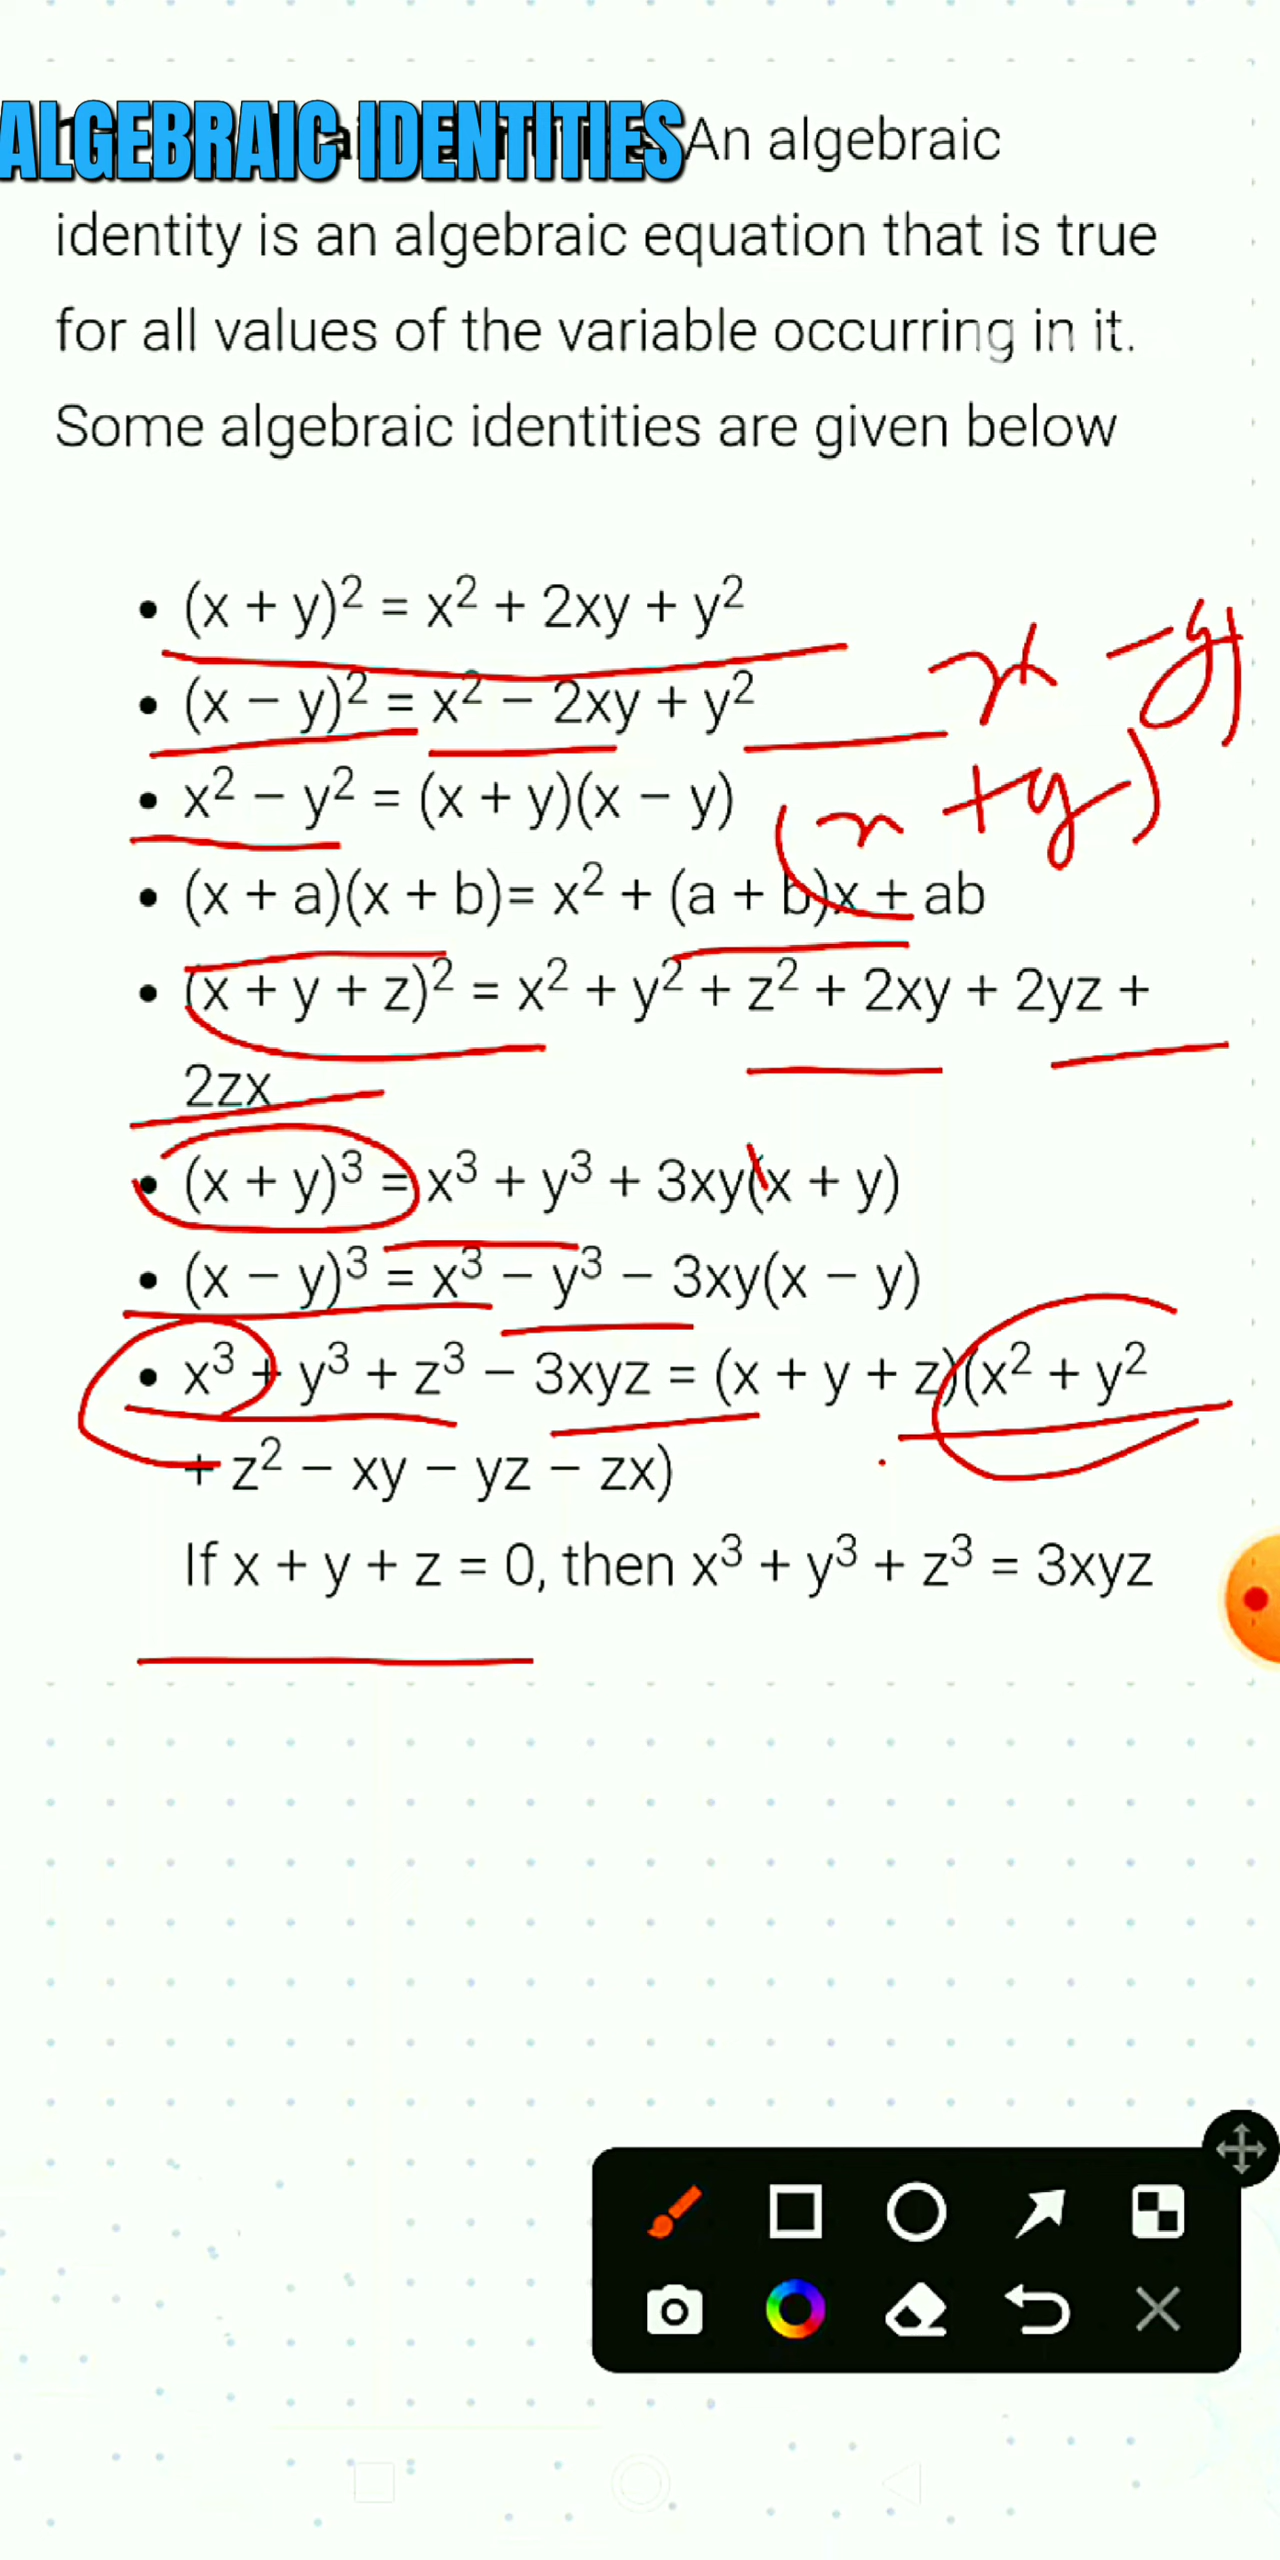 ALGEBRAIC IDENTITIES An algebraic
identity is an algebraic equation that is true
for all values of the variable occurring in it.
Some algebraic identities are given below
• (x + y)² = x² + 2xy + y²
x - y)
• (x − y)² = x² − 2xy + y²
• x² − y² = (x + y)(x − y)
(x + y)
• (x + a)(x + b)= x² + (a + b)x + ab
• (x + y + z)² = x² + y² + z² + 2xy + 2yz +
2zx
• (x + y)³ = x³ + y³ + 3xy(x + y)
• (x − y)³ = x³ − y³ − 3xy(x − y)
• x³ + y³ + z³ − 3xyz = (x + y + z)(x² + y²
+ z² − xy − yz − zx)
If x + y + z = 0, then x³ + y³ + z³ = 3xyz